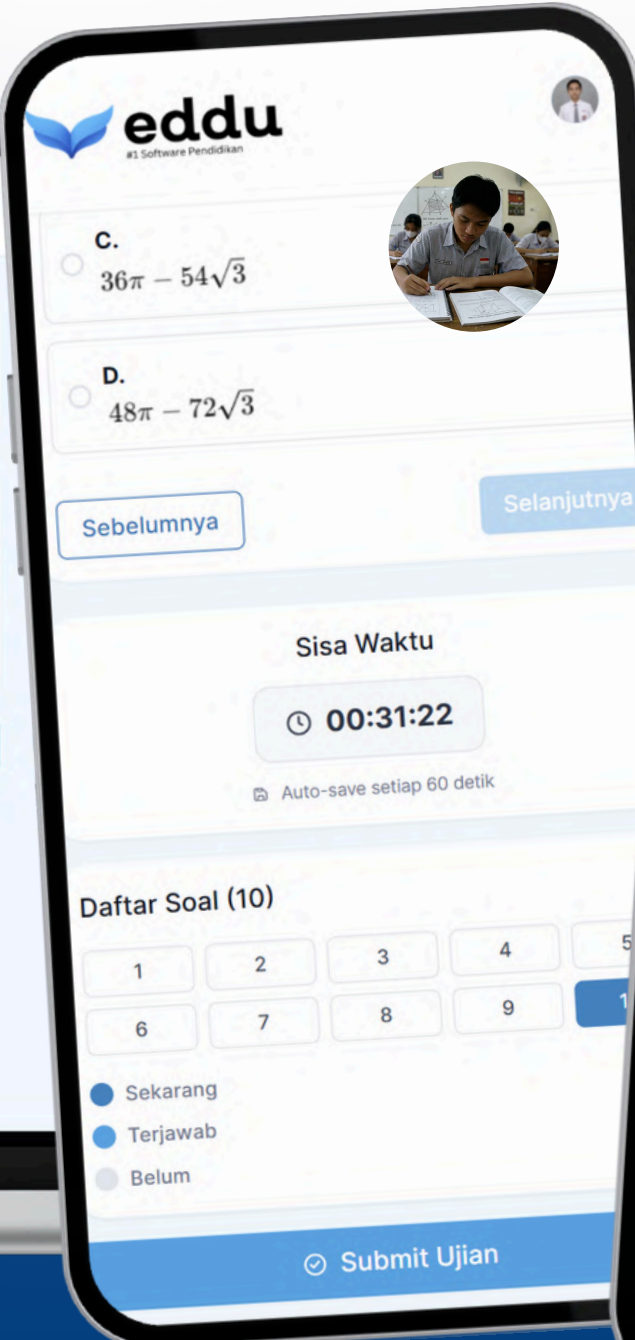 eddu
#1 Software Pendidikan
C.
36π − 54√3
D.
48π − 72√3
Sebelumnya
Selanjutnya
Sisa Waktu
00:31:22
Auto-save setiap 60 detik
Daftar Soal (10)
1 2 3 4 5
6 7 8 9 1
Sekarang
Terjawab
Belum
Submit Ujian